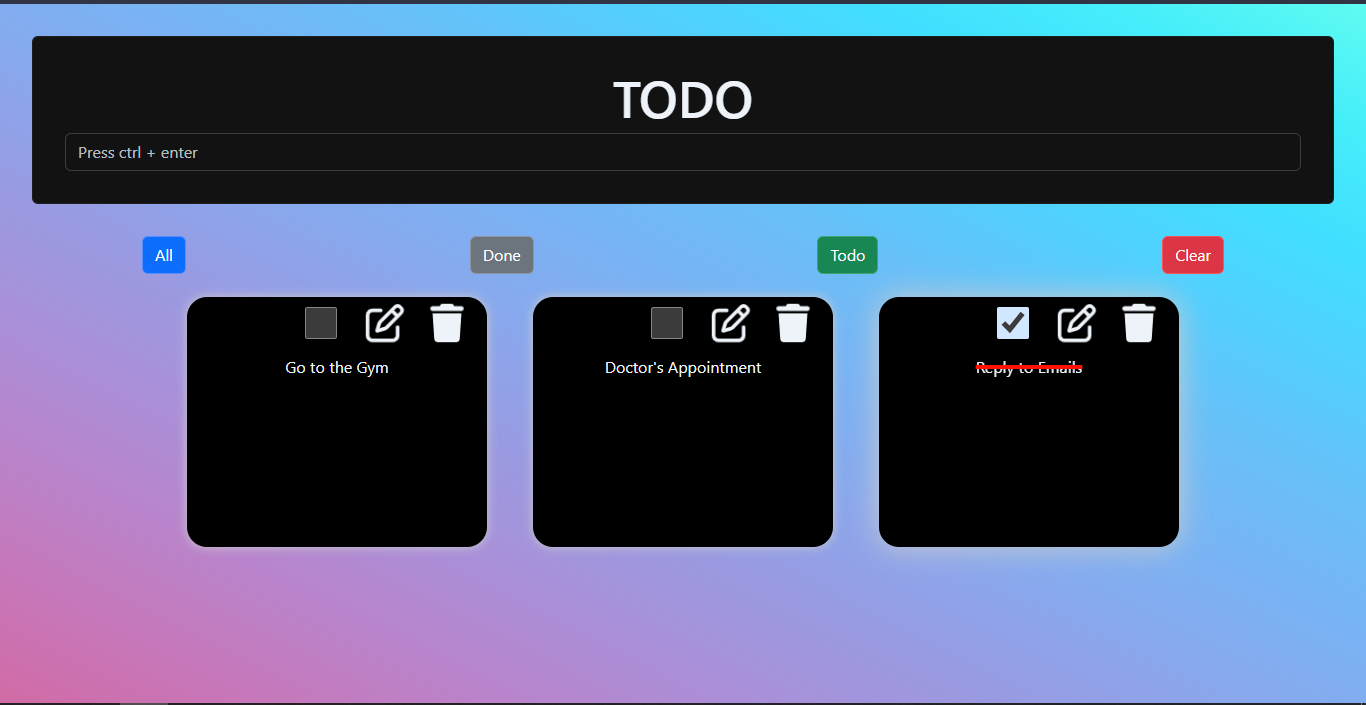 TODO
Press ctrl + enter
All
Done
Todo
Clear
Go to the Gym
Doctor's Appointment
Reply to Emails